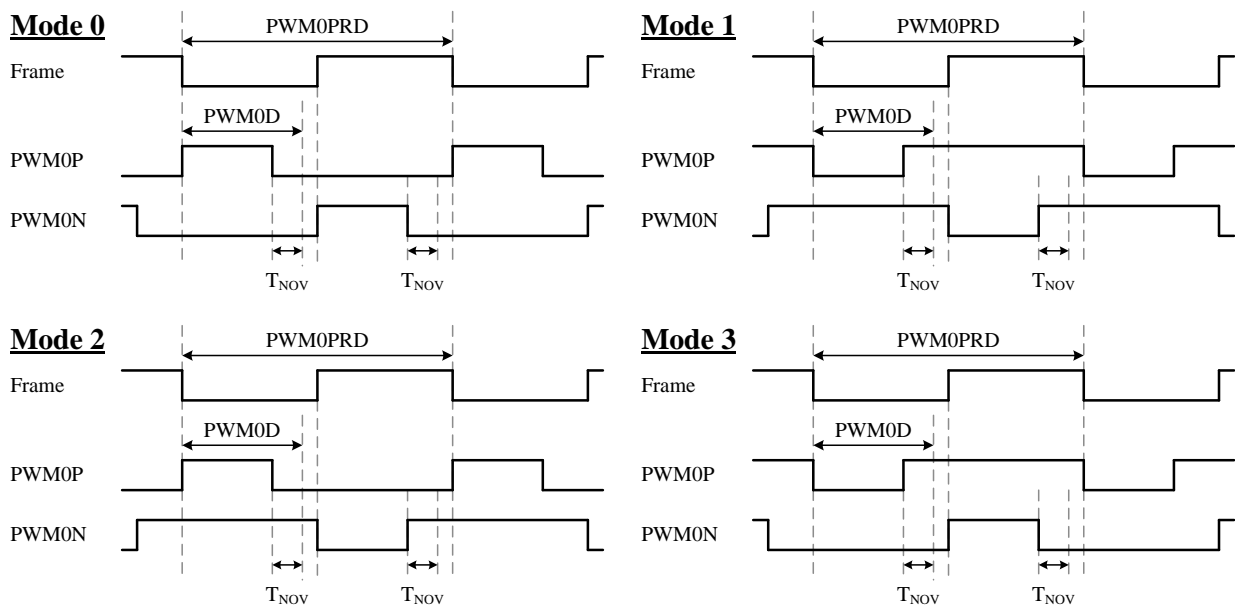 Mode 0
PWM0PRD
Frame
PWM0D
PWM0P
PWM0N
TNOV
TNOV
Mode 1
PWM0PRD
Frame
PWM0D
PWM0P
PWM0N
TNOV
TNOV
Mode 2
PWM0PRD
Frame
PWM0D
PWM0P
PWM0N
TNOV
TNOV
Mode 3
PWM0PRD
Frame
PWM0D
PWM0P
PWM0N
TNOV
TNOV